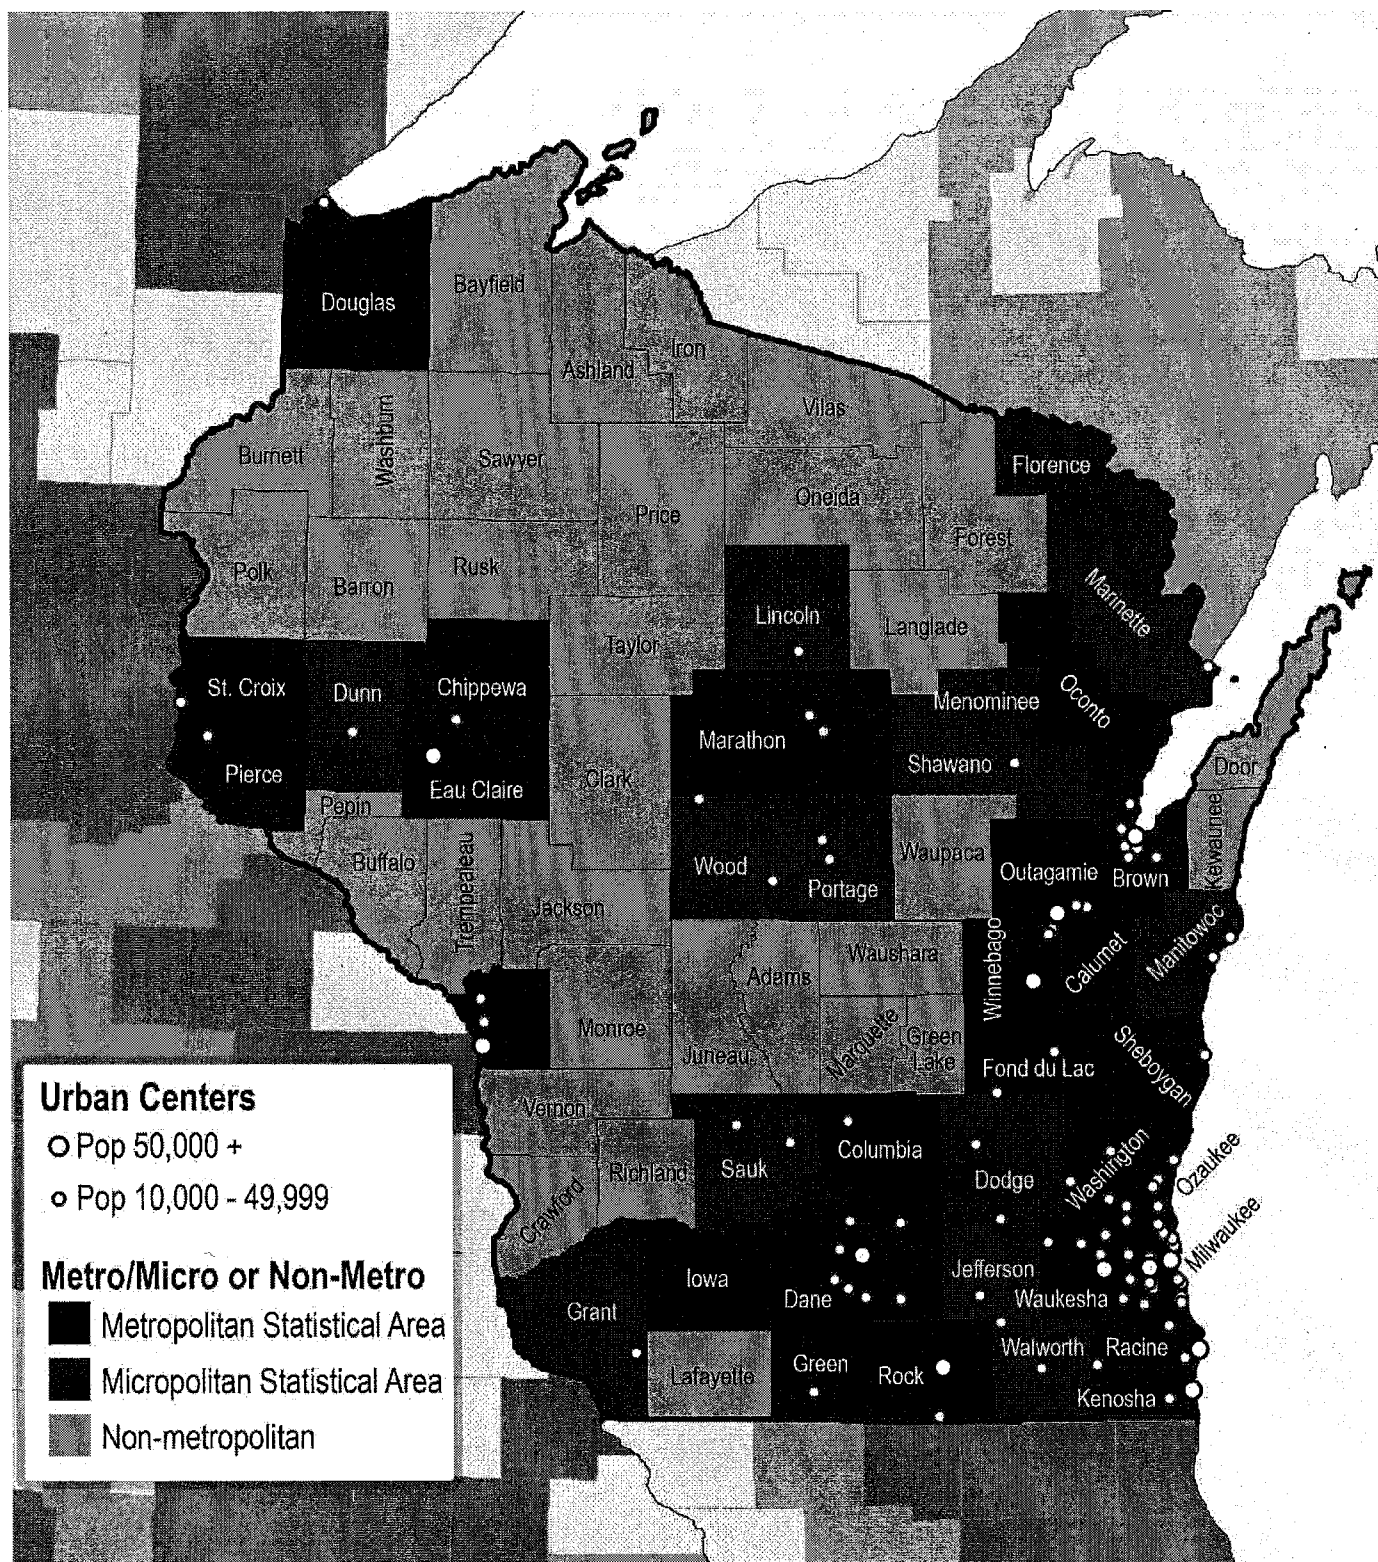 Douglas
Bayfield
Iron
Ashland
Vilas
Burnett
Washburn
Sawyer
Florence
Oneida
Price
Forest
Polk
Barron
Rusk
Marinette
Lincoln
Langlade
Taylor
St. Croix
Dunn
Chippewa
Menominee
Oconto
Marathon
Shawano
Pierce
Eau Claire
Clark
Door
Pepin
Kewaunee
Buffalo
Trempealeau
Wood
Portage
Waupaca
Outagamie
Brown
Jackson
Winnebago
Calumet
Manitowoc
Waushara
Adams
Monroe
Juneau
Marquette
Green
Lake
Fond du Lac
Sheboygan
Urban Centers
Pop 50,000 +
Pop 10,000 - 49,999
Metro/Micro or Non-Metro
Metropolitan Statistical Area
Micropolitan Statistical Area
Non-metropolitan
Vernon
Richland
Crawford
Sauk
Columbia
Dodge
Washington
Ozaukee
Milwaukee
Iowa
Grant
Dane
Jefferson
Waukesha
Lafayette
Green
Rock
Walworth
Racine
Kenosha